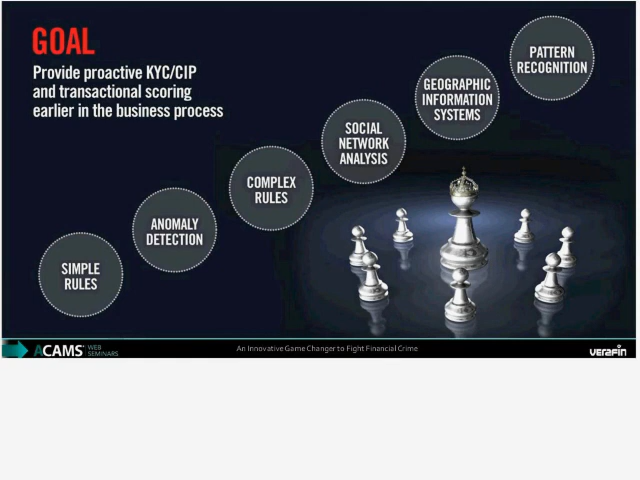 GOAL
Provide proactive KYC/CIP
and transactional scoring
earlier in the business process
PATTERN
RECOGNITION
GEOGRAPHIC
INFORMATION
SYSTEMS
SOCIAL
NETWORK
ANALYSIS
COMPLEX
RULES
ANOMALY
DETECTION
SIMPLE
RULES
ACAMS WEB
SEMINARS
An Innovative Game Changer to Fight Financial Crime
verafin